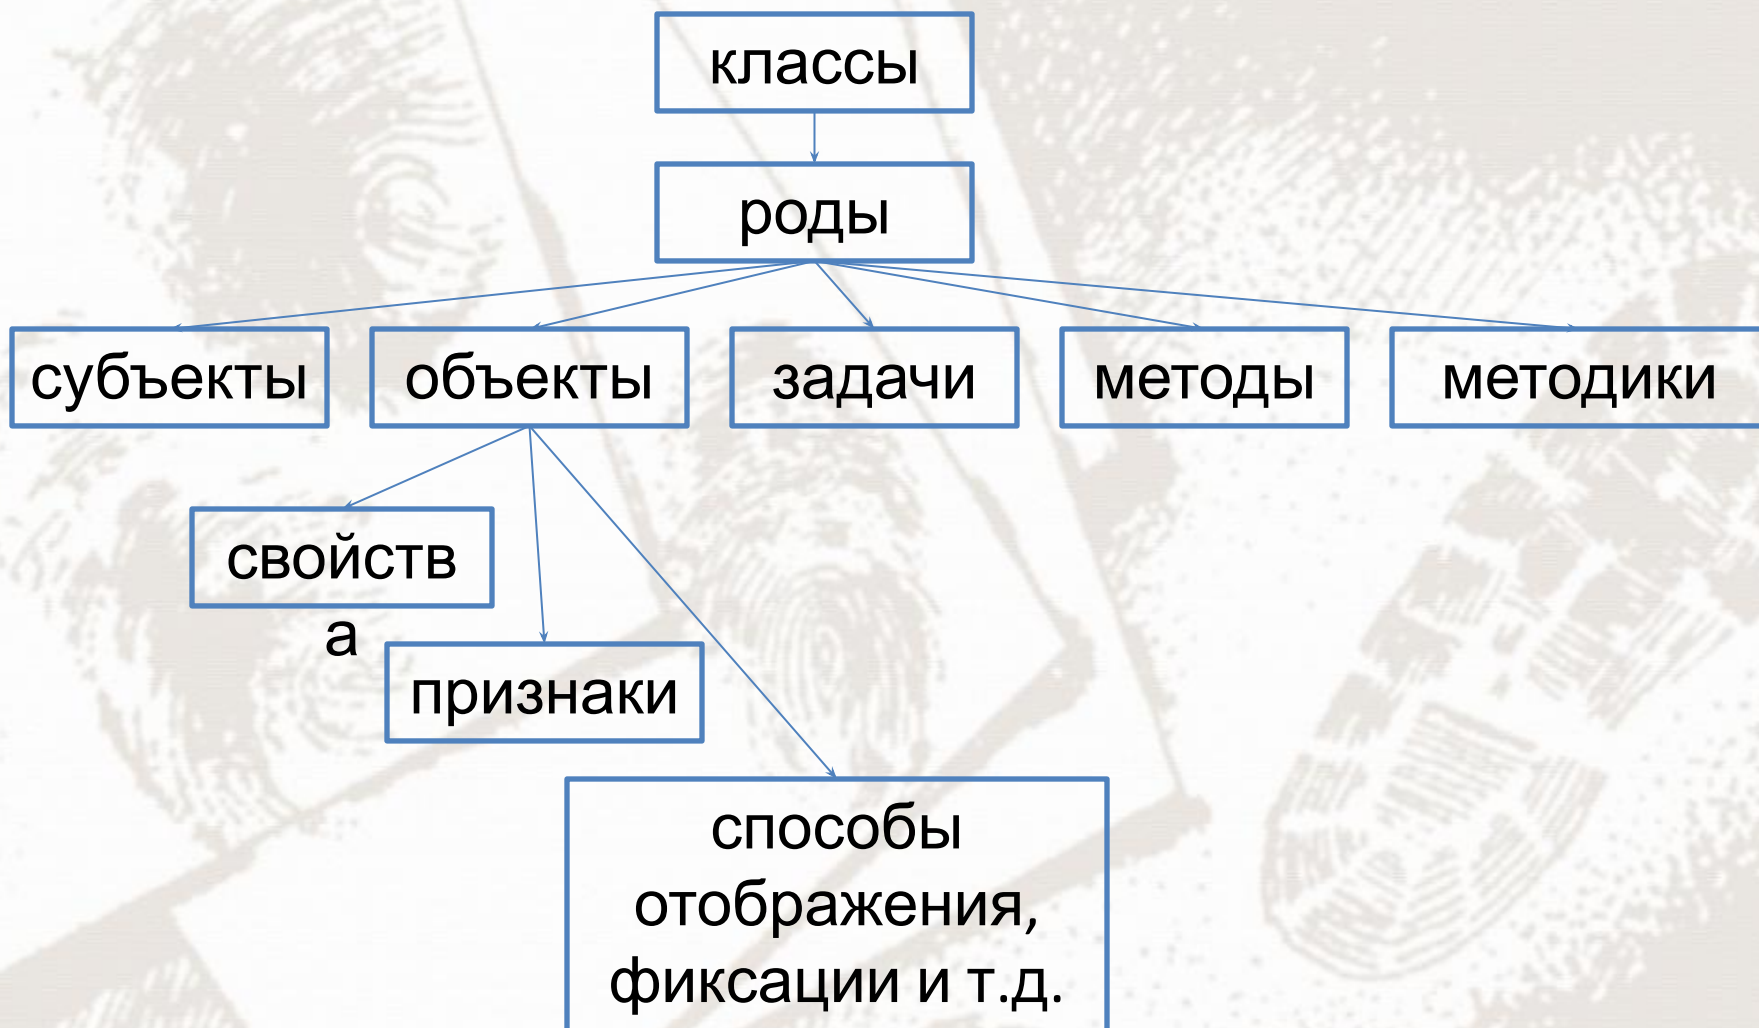 классы
роды
субъекты
объекты
задачи
методы
методики
свойств
а
признаки
способы
отображения,
фиксации и т.д.